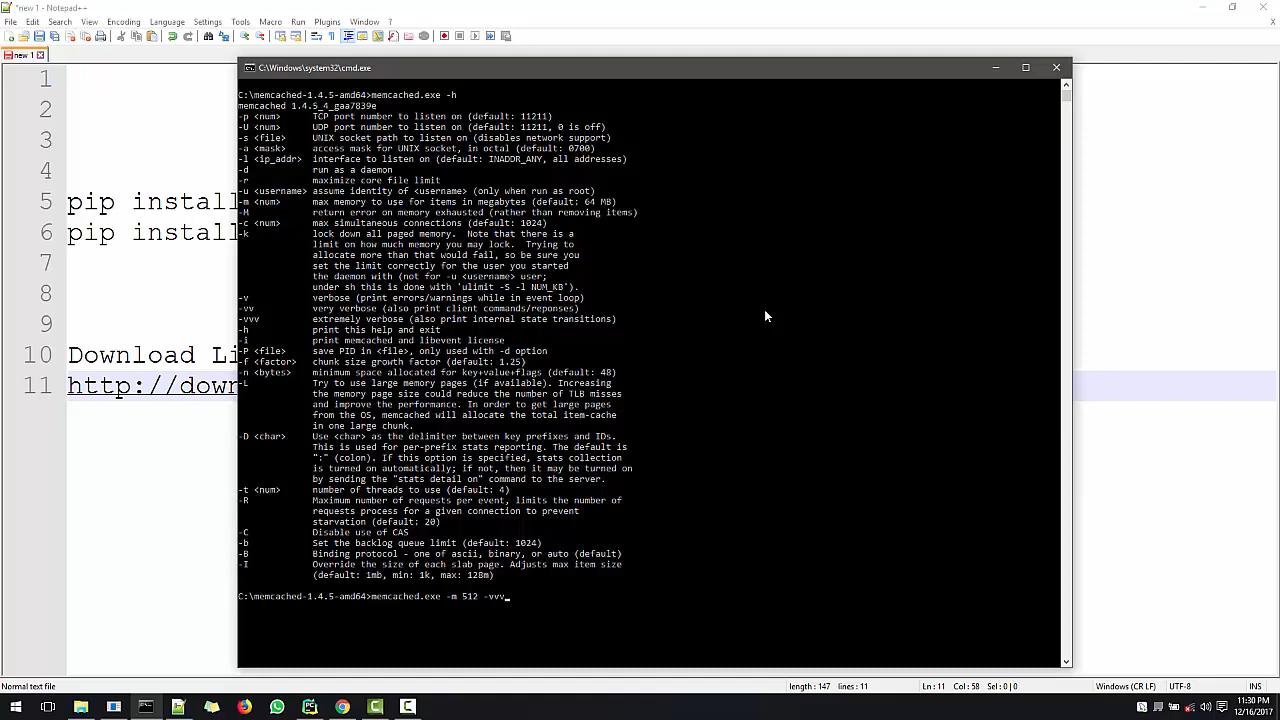 *new 1 - Notepad++
File Edit Search View Encoding Language Settings Tools Macro Run Plugins Window ?
new 1
C:\Windows\system32\cmd.exe
1
2
3
4
5 pip install
6 pip install
7
8
9
10 Download Li
11 http://down
C:\memcached-1.4.5-amd64>memcached.exe -h
memcached 1.4.5_4_gaa7839e
-p <num> TCP port number to listen on (default: 11211)
-U <num> UDP port number to listen on (default: 11211, 0 is off)
-s <file> UNIX socket path to listen on (disables network support)
-a <mask> access mask for UNIX socket, in octal (default: 0700)
-l <ip_addr> interface to listen on (default: INADDR_ANY, all addresses)
-d run as a daemon
-r maximize core file limit
-u <username> assume identity of <username> (only when run as root)
-m <num> max memory to use for items in megabytes (default: 64 MB)
-M return error on memory exhausted (rather than removing items)
-c <num> max simultaneous connections (default: 1024)
-k lock down all paged memory. Note that there is a
limit on how much memory you may lock. Trying to
allocate more than that would fail, so be sure you
set the limit correctly for the user you started
the daemon with (not for -u <username> user;
under sh this is done with 'ulimit -S -l NUM_KB').
-v verbose (print errors/warnings while in event loop)
-vv very verbose (also print client commands/reponses)
-vvv extremely verbose (also print internal state transitions)
-h print this help and exit
-i print memcached and libevent license
-P <file> save PID in <file>, only used with -d option
-f <factor> chunk size growth factor (default: 1.25)
-n <bytes> minimum space allocated for key+value+flags (default: 48)
-L Try to use large memory pages (if available). Increasing
the memory page size could reduce the number of TLB misses
and improve the performance. In order to get large pages
from the OS, memcached will allocate the total item-cache
in one large chunk.
-D <char> Use <char> as the delimiter between key prefixes and IDs.
This is used for per-prefix stats reporting. The default is
":" (colon). If this option is specified, stats collection
is turned on automatically; if not, then it may be turned on
by sending the "stats detail on" command to the server.
-t <num> number of threads to use (default: 4)
-R Maximum number of requests per event, limits the number of
requests process for a given connection to prevent
starvation (default: 20)
-C Disable use of CAS
-b Set the backlog queue limit (default: 1024)
-B Binding protocol - one of ascii, binary, or auto (default)
-I Override the size of each slab page. Adjusts max item size
(default: 1mb, min: 1k, max: 128m)
C:\memcached-1.4.5-amd64>memcached.exe -m 512 -vvv_
Normal text file length : 147 lines : 11 Ln : 11 Col : 58 Sel : 0 | 0 Windows (CR LF) UTF-8 INS
11:30 PM
12/16/2017